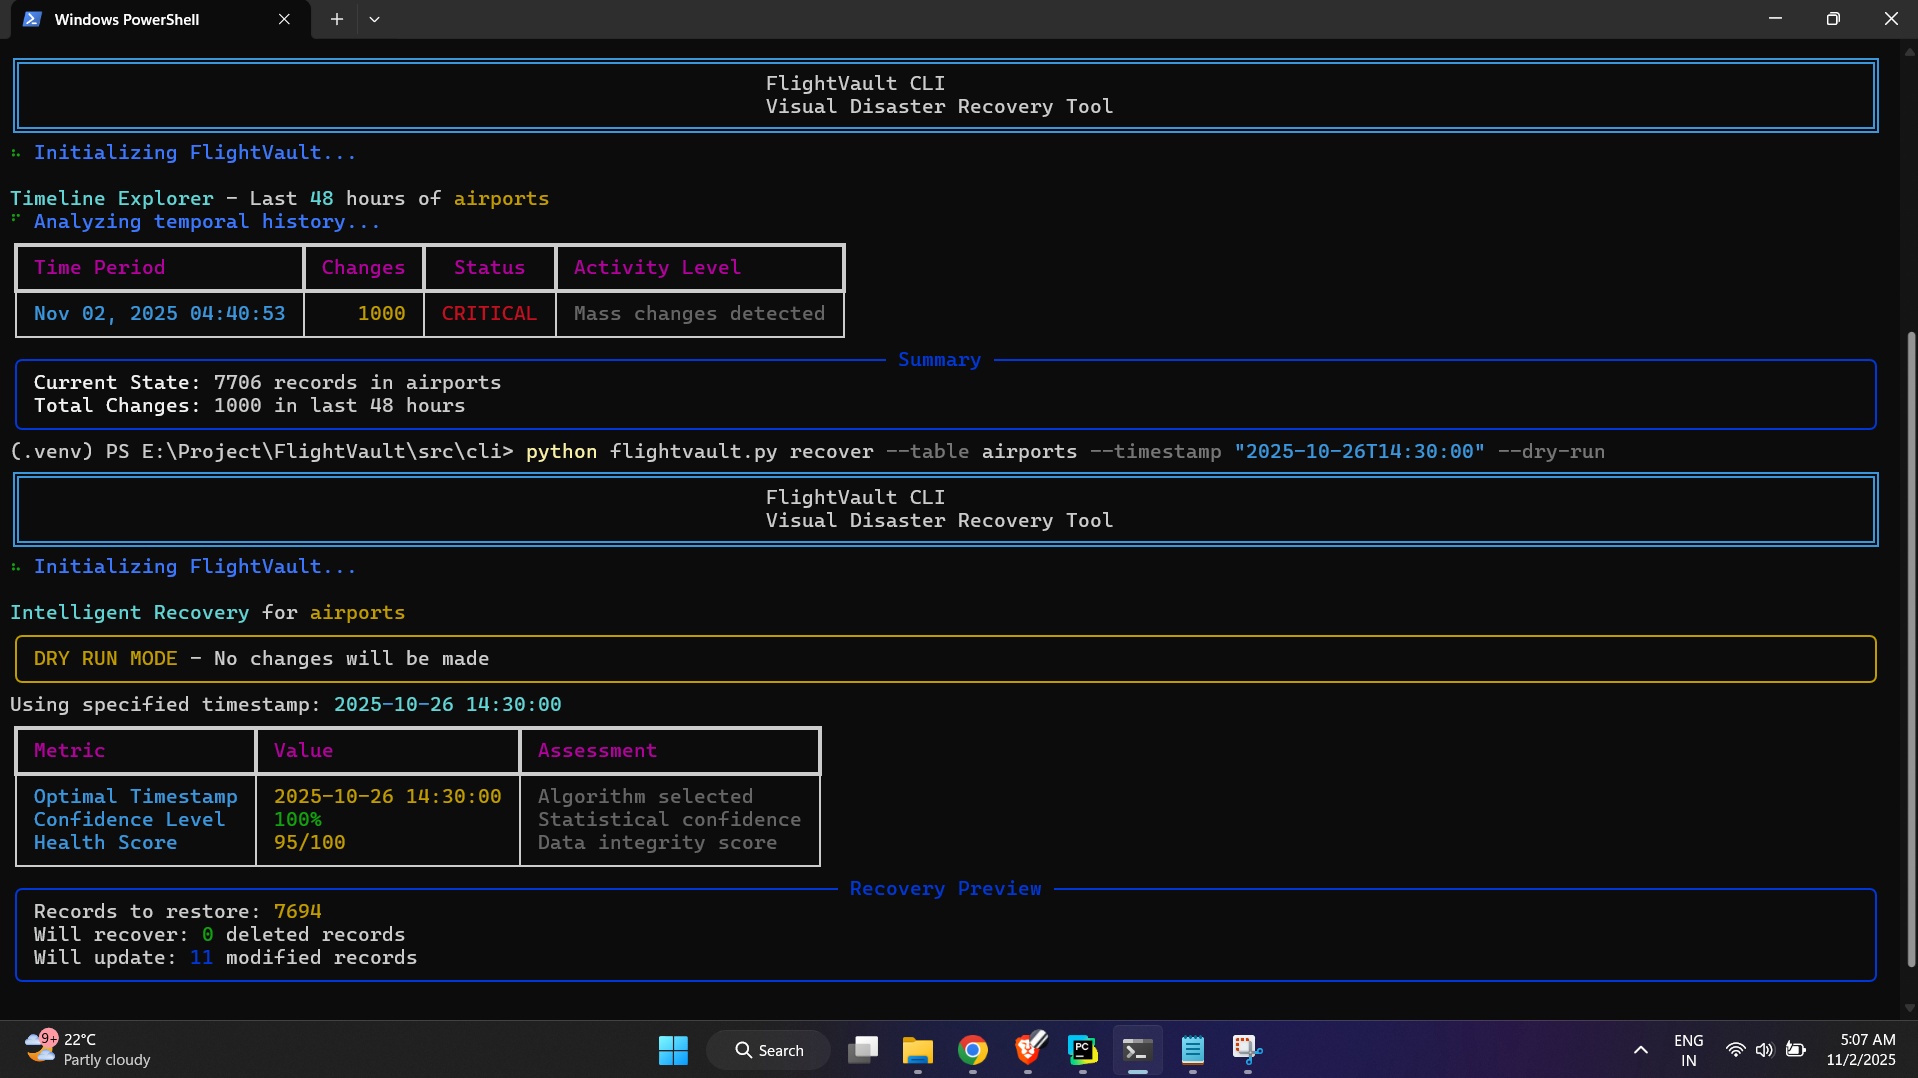 Windows PowerShell
FlightVault CLI
Visual Disaster Recovery Tool
Initializing FlightVault...
Timeline Explorer - Last 48 hours of airports
Analyzing temporal history...
Time Period Changes Status Activity Level
Nov 02, 2025 04:40:53 1000 CRITICAL Mass changes detected
Summary
Current State: 7706 records in airports
Total Changes: 1000 in last 48 hours
(.venv) PS E:\Project\FlightVault\src\cli> python flightvault.py recover --table airports --timestamp "2025-10-26T14:30:00" --dry-run
FlightVault CLI
Visual Disaster Recovery Tool
Initializing FlightVault...
Intelligent Recovery for airports
DRY RUN MODE - No changes will be made
Using specified timestamp: 2025-10-26 14:30:00
Metric Value Assessment
Optimal Timestamp 2025-10-26 14:30:00 Algorithm selected
Confidence Level 100% Statistical confidence
Health Score 95/100 Data integrity score
Recovery Preview
Records to restore: 7694
Will recover: 0 deleted records
Will update: 11 modified records
9+ 22°C
Partly cloudy
Search
PC
ENG
IN
5:07 AM
11/2/2025